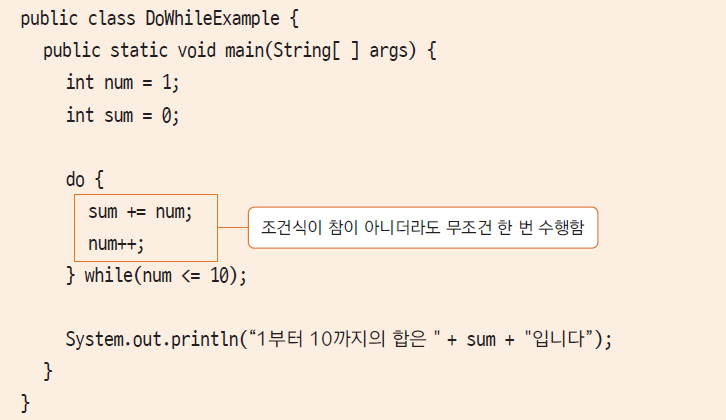 public class DoWhileExample {
public static void main(String[ ] args) {
int num = 1;
int sum = 0;
do {
sum += num;
num++;
조건식이 참이 아니더라도 무조건 한 번 수행함
} while(num <= 10);
System.out.println(“1부터 10까지의 합은 " + sum + "입니다”);
}
}